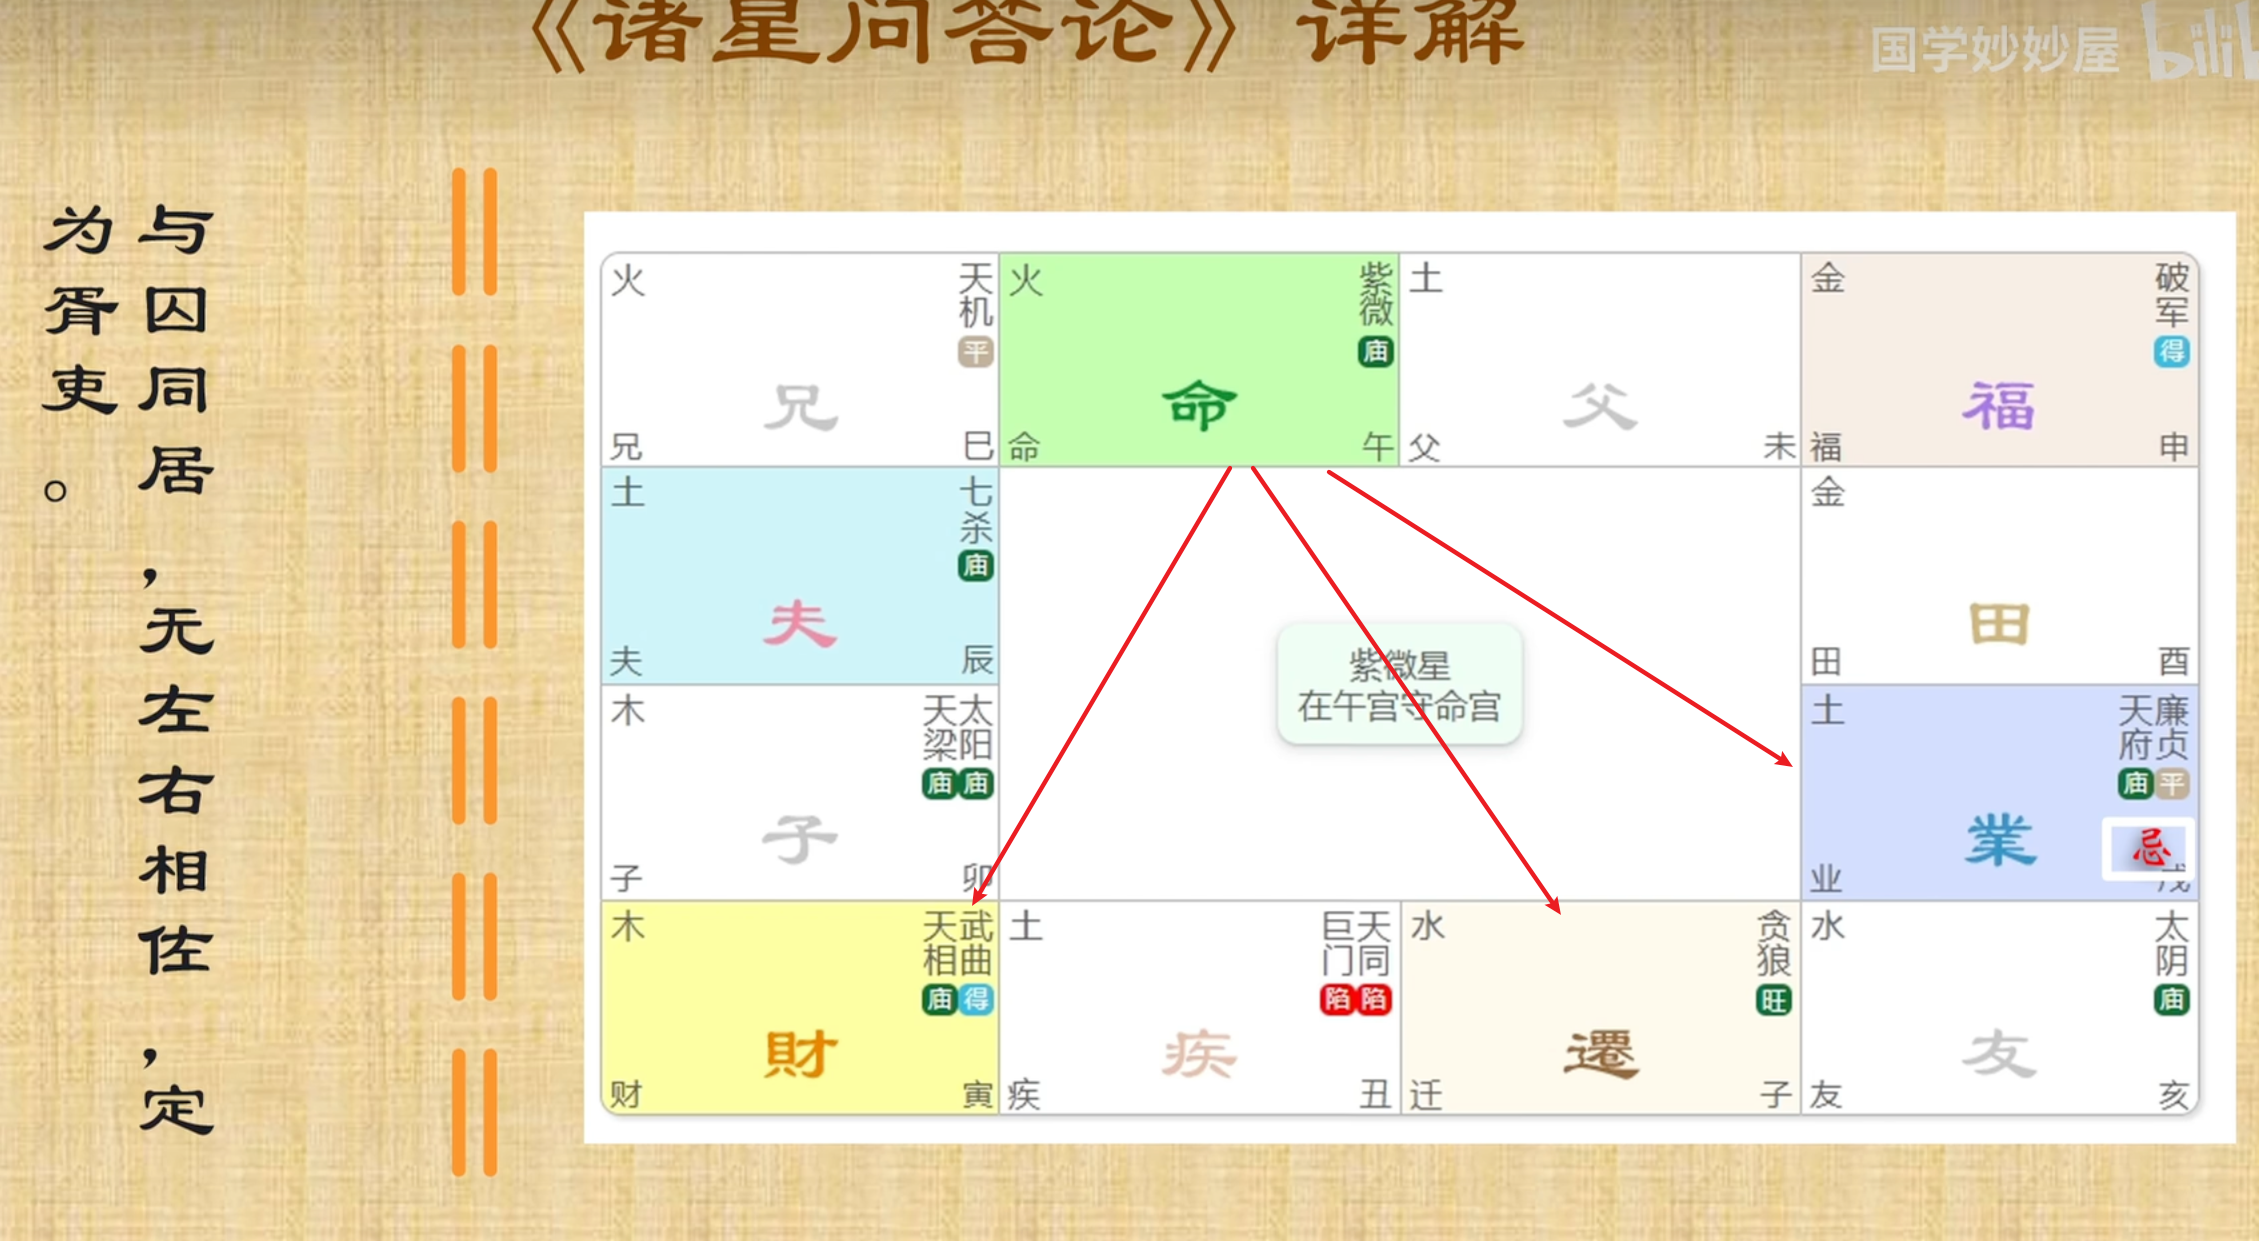 《诸星问答论》详解
国学妙妙屋 bili
与囚同居，无左右相佐，定
为胥吏。
火 天机 平
兄
兄 巳
火 紫微 庙
命
命 午
土
父
父 未
金 破军 得
福
福 申
土 七杀 庙
夫
夫 辰
紫微星
在午宫守命宫
金
田
田 酉
木 天梁 太阳 庙 庙
子
子 卯
土 天府 廉贞 庙 平
業 忌
业 戌
木 天相 武曲 庙 得
財
财 寅
土 巨门 天同 陷 陷
疾
疾 丑
水 贪狼 旺
遷
迁 子
水 太阴 庙
友
友 亥